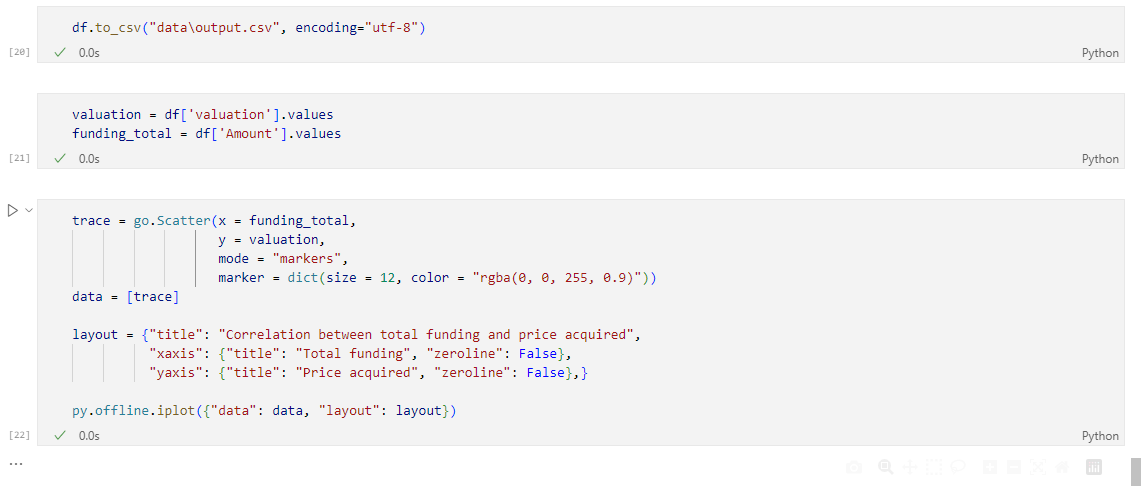 df.to_csv("data\output.csv", encoding="utf-8")
[20]
0.0s
Python
valuation = df['valuation'].values
funding_total = df['Amount'].values
[21]
0.0s
Python
trace = go.Scatter(x = funding_total,
y = valuation,
mode = "markers",
marker = dict(size = 12, color = "rgba(0, 0, 255, 0.9)"))
data = [trace]
layout = {"title": "Correlation between total funding and price acquired",
"xaxis": {"title": "Total funding", "zeroline": False},
"yaxis": {"title": "Price acquired", "zeroline": False},}
py.offline.iplot({"data": data, "layout": layout})
[22]
0.0s
Python
...